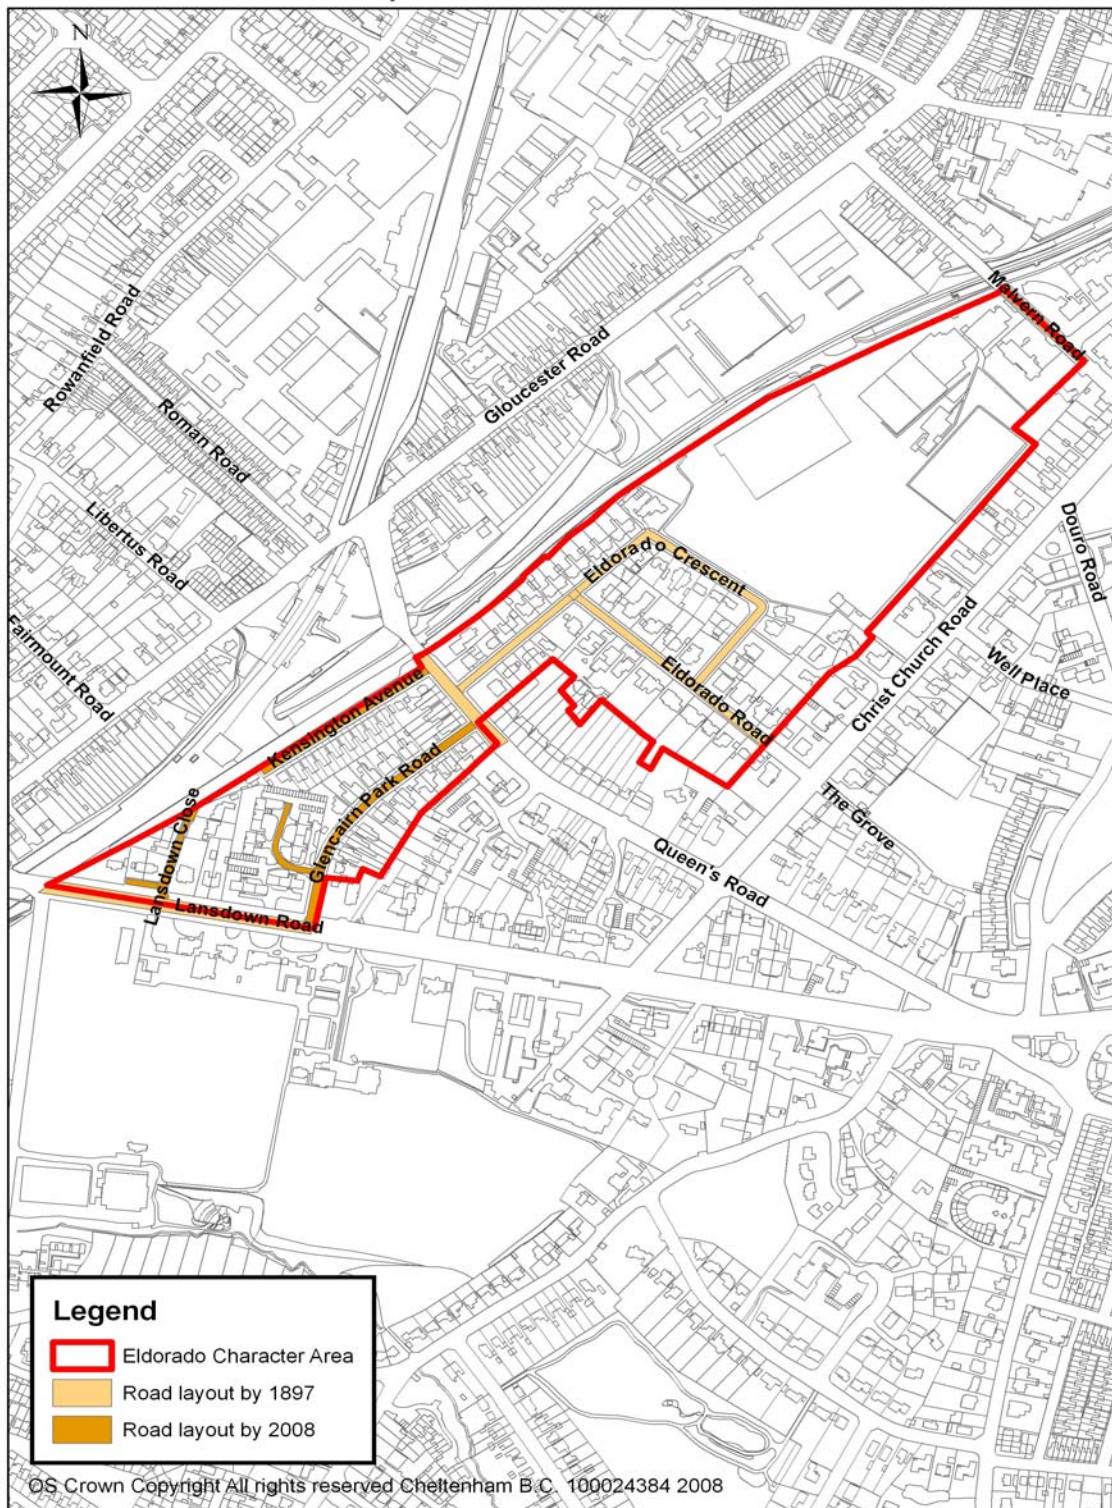 N
Malvern Road
Rowanfield Road
Gloucester Road
Roman Road
Libertus Road
Douro Road
Eldorado Crescent
Fairmount Road
Christ Church Road
Well Place
Eldorado Road
Kensington Avenue
Glencairn Park Road
The Grove
Lansdown Close
Queen's Road
Lansdown Road
Legend
Eldorado Character Area
Road layout by 1897
Road layout by 2008
OS Crown Copyright All rights reserved Cheltenham B.C. 100024384 2008